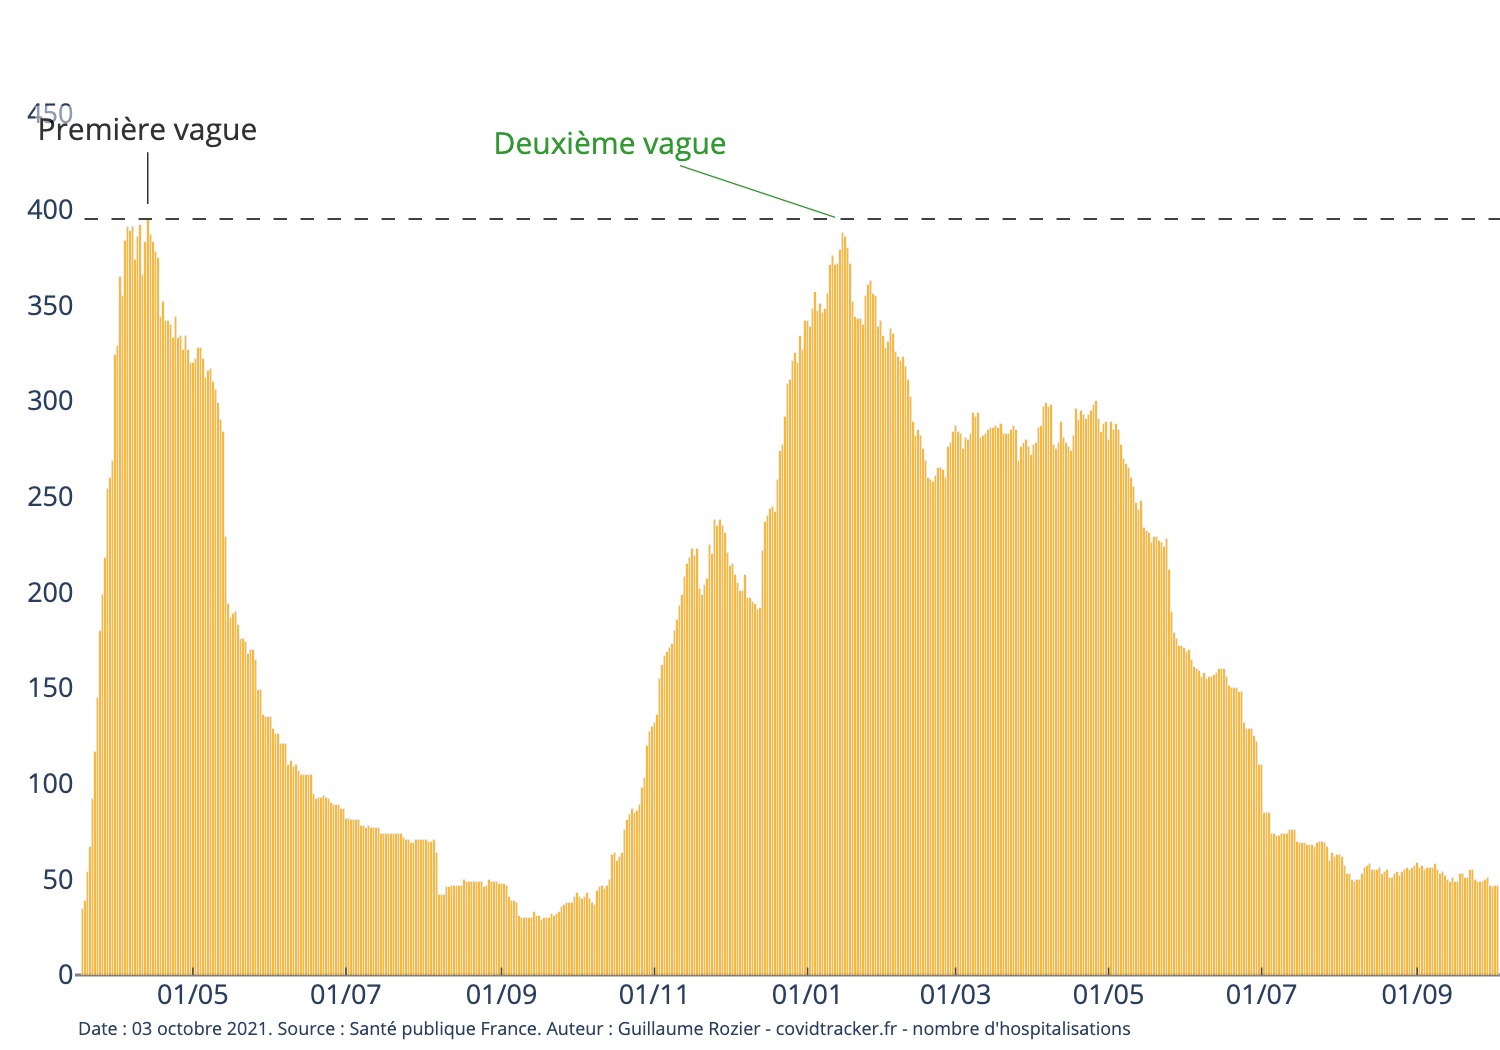 450
Première vague
Deuxième vague
400
350
300
250
200
150
100
50
0
01/05 01/07 01/09 01/11 01/01 01/03 01/05 01/07 01/09
Date : 03 octobre 2021. Source : Santé publique France. Auteur : Guillaume Rozier - covidtracker.fr - nombre d'hospitalisations